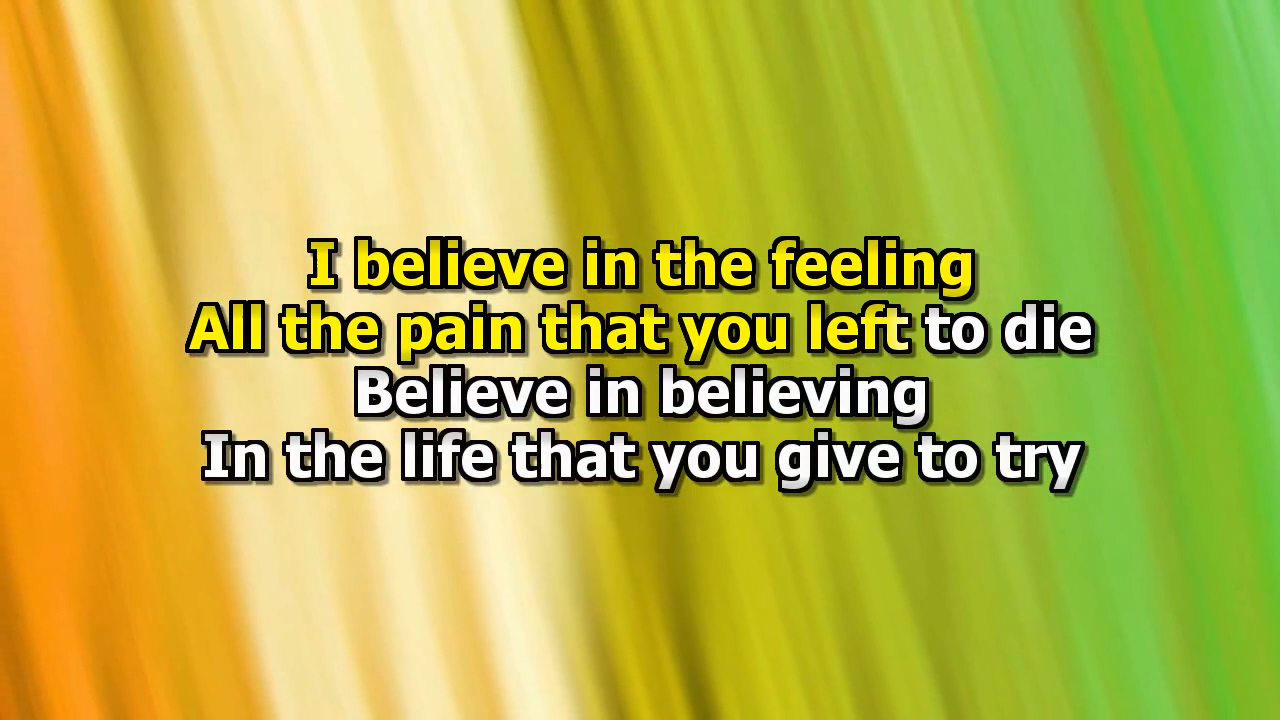 I believe in the feeling
All the pain that you left to die
Believe in believing
In the life that you give to try